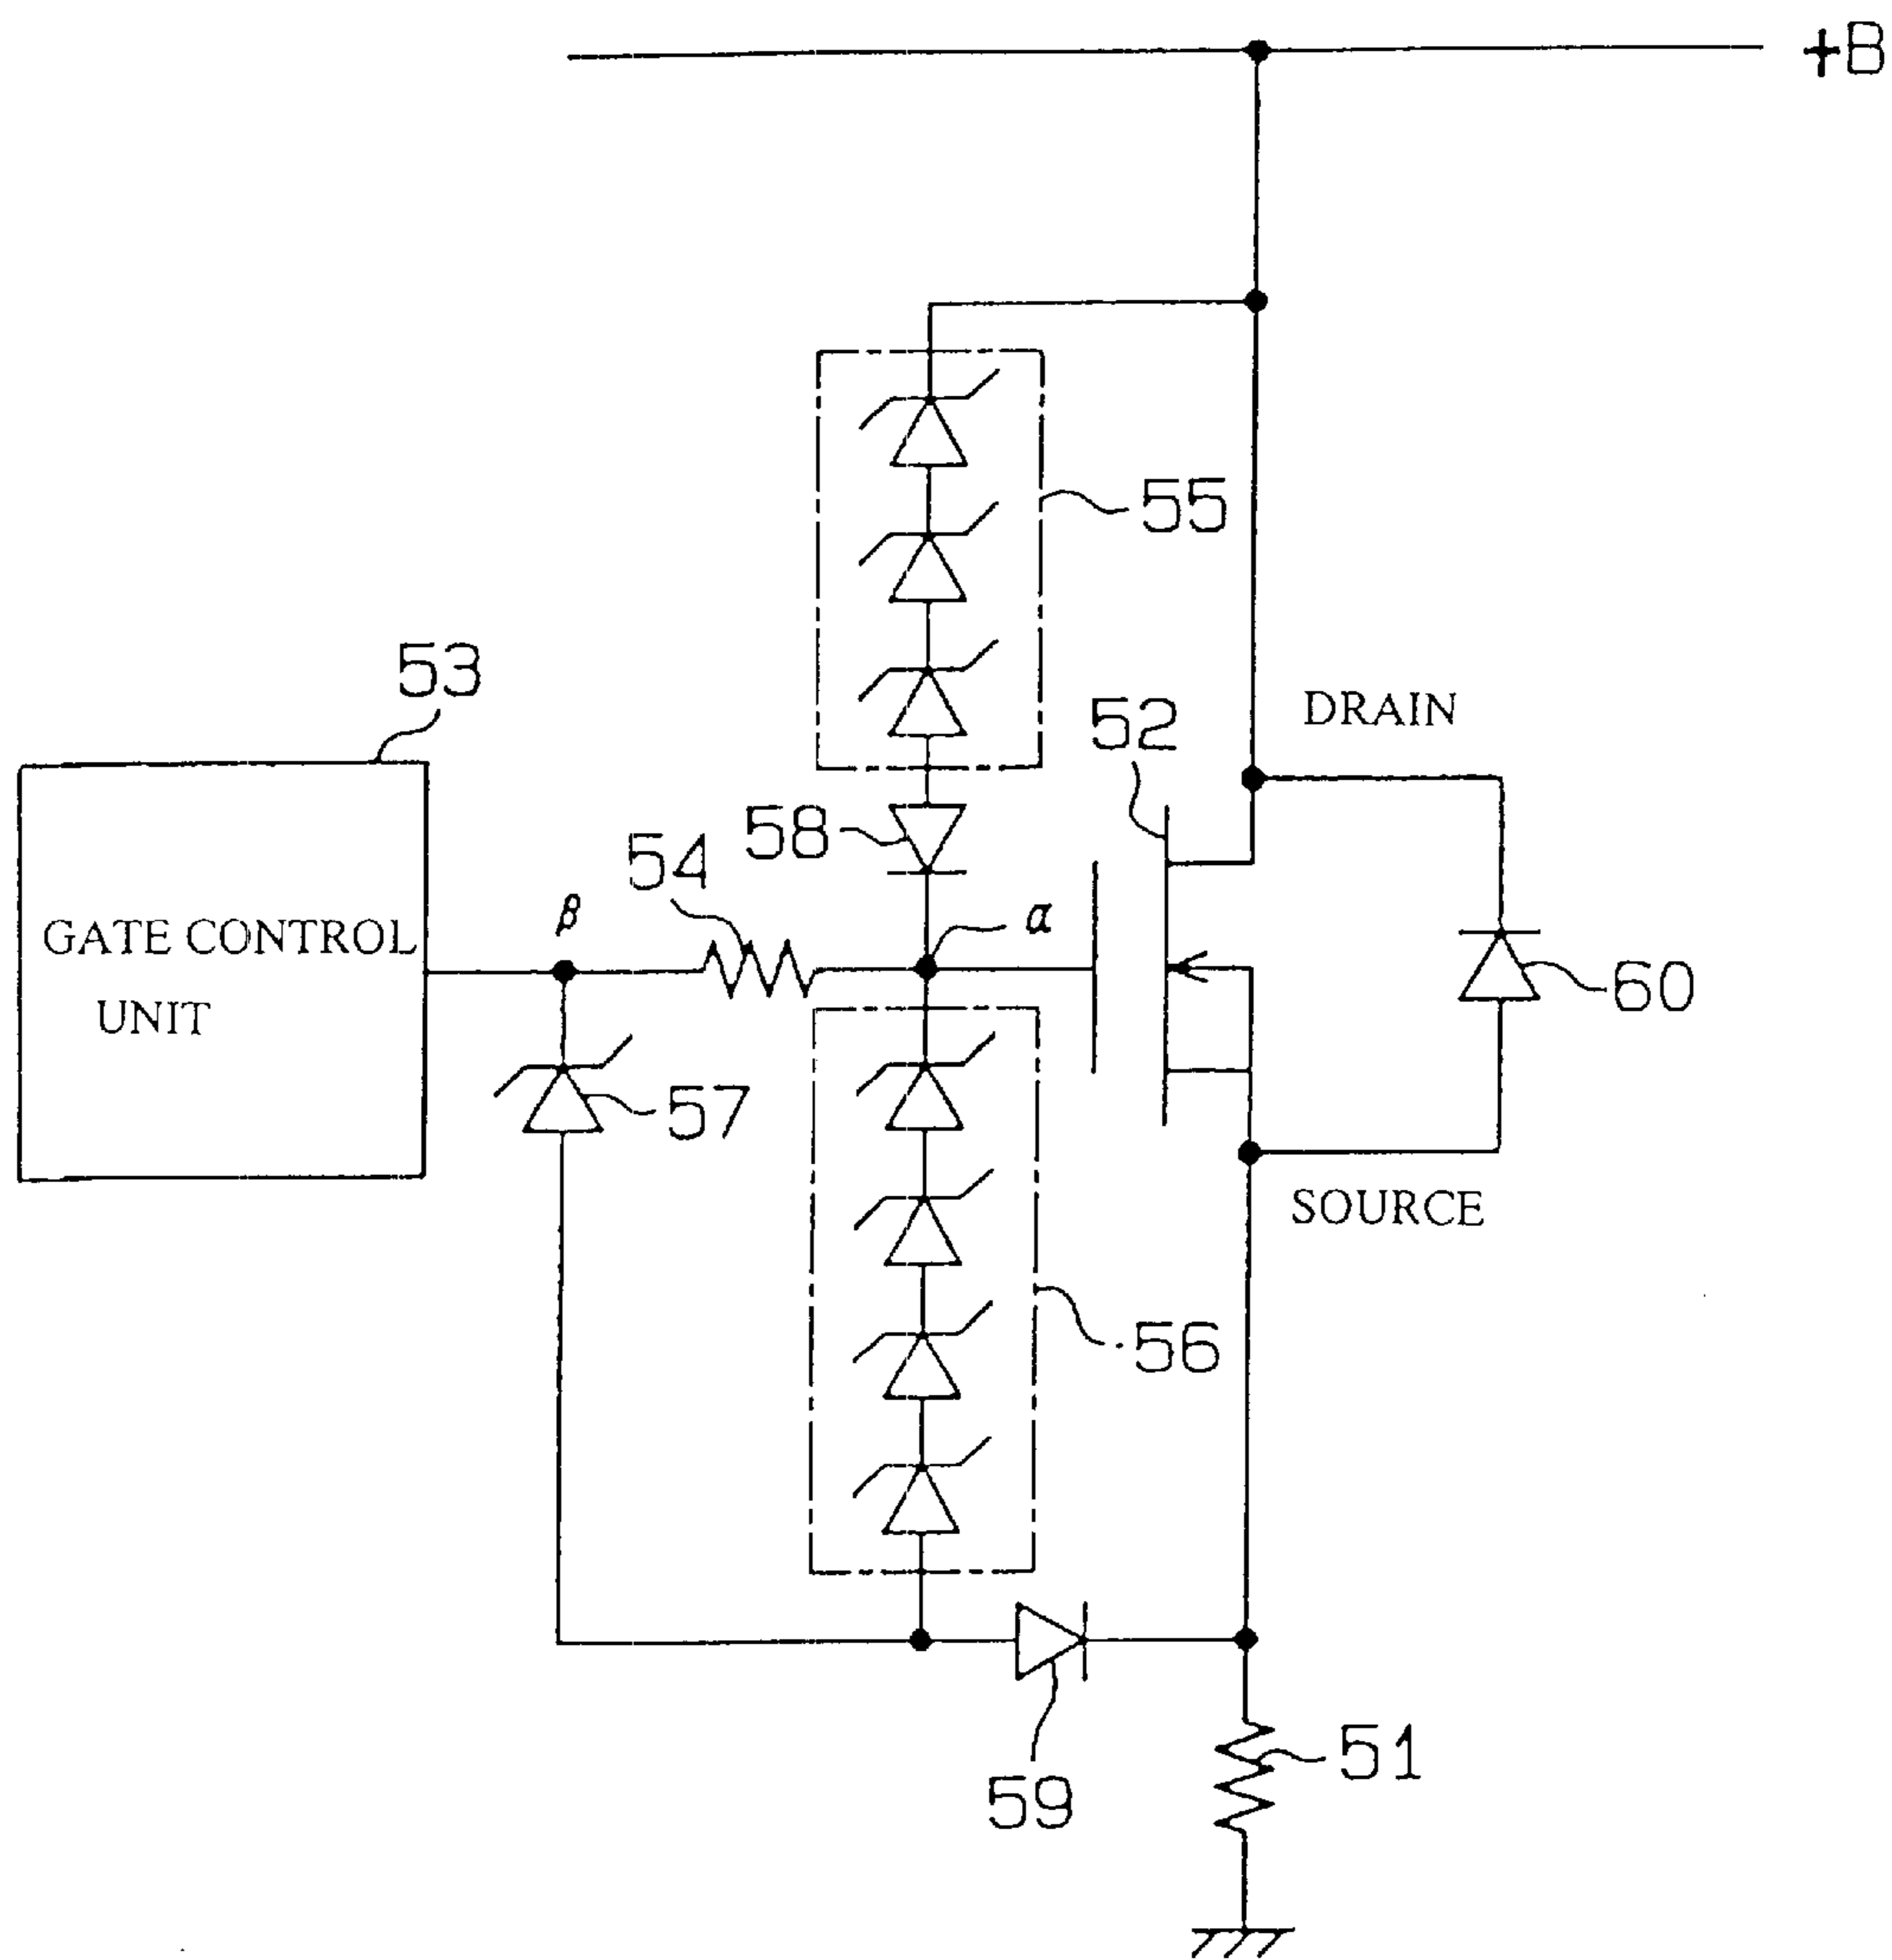 +B
55
53
52
DRAIN
58
54
β
α
GATE CONTROL
UNIT
60
57
SOURCE
56
51
59